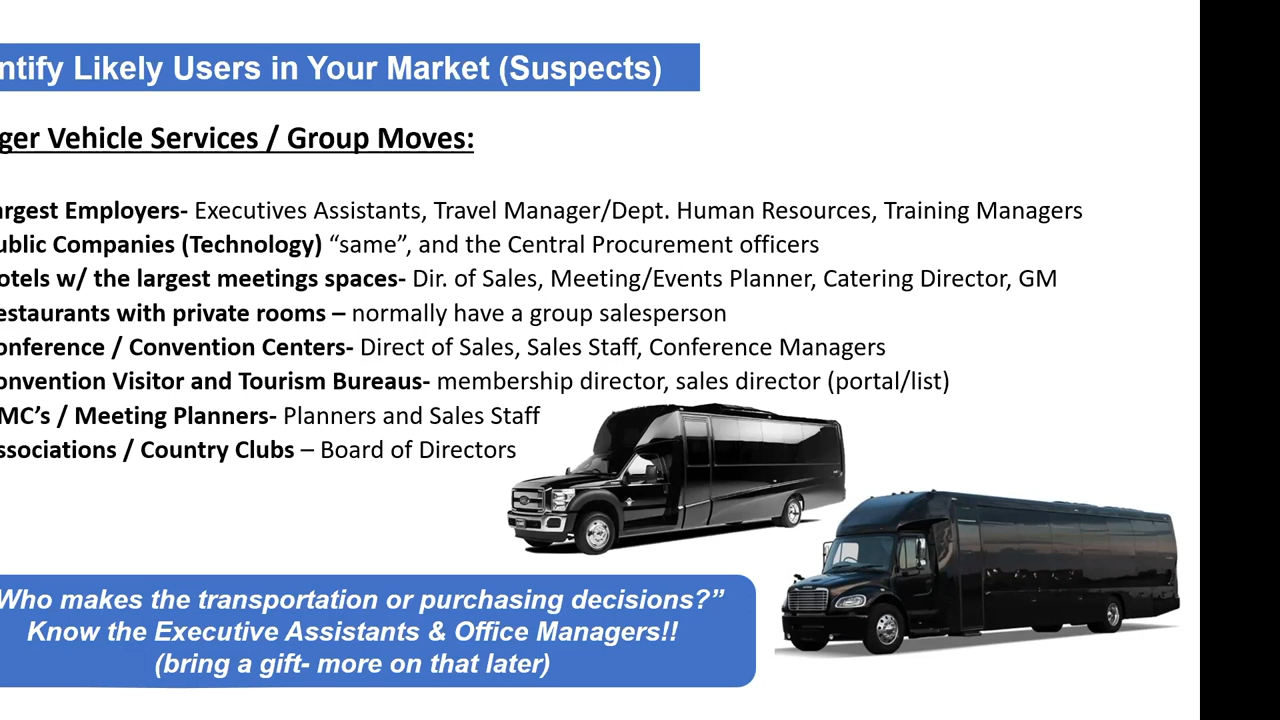 ntify Likely Users in Your Market (Suspects)
ger Vehicle Services / Group Moves:
argest Employers- Executives Assistants, Travel Manager/Dept. Human Resources, Training Managers
ublic Companies (Technology) “same”, and the Central Procurement officers
otels w/ the largest meetings spaces- Dir. of Sales, Meeting/Events Planner, Catering Director, GM
estaurants with private rooms – normally have a group salesperson
onference / Convention Centers- Direct of Sales, Sales Staff, Conference Managers
onvention Visitor and Tourism Bureaus- membership director, sales director (portal/list)
MC’s / Meeting Planners- Planners and Sales Staff
ssociations / Country Clubs – Board of Directors
Who makes the transportation or purchasing decisions?”
Know the Executive Assistants & Office Managers!!
(bring a gift- more on that later)